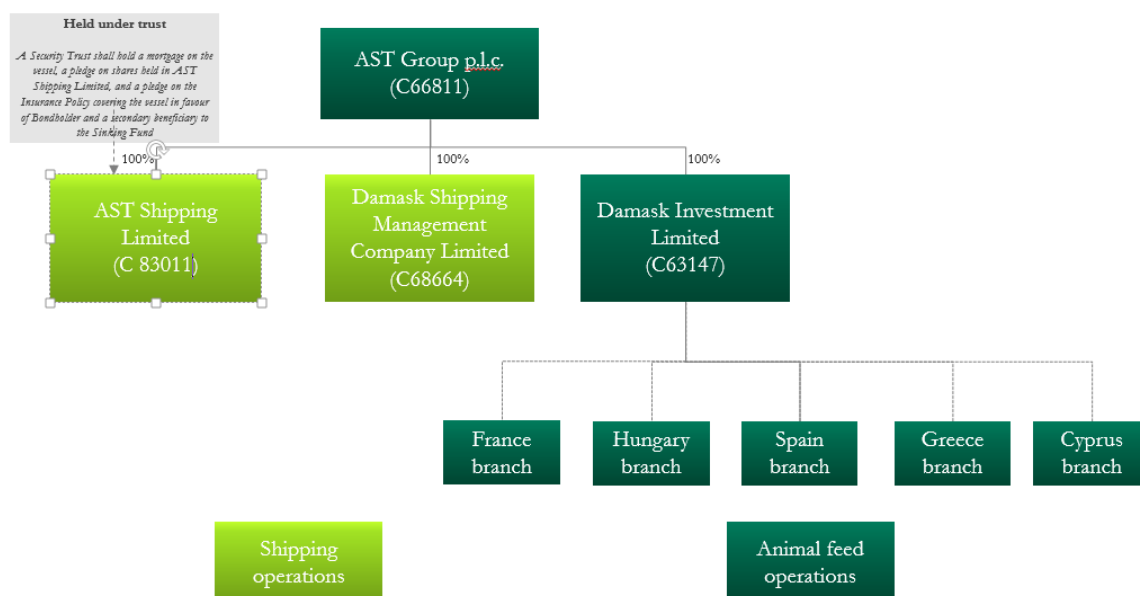 Held under trust
A Security Trust shall hold a mortgage on the
vessel, a pledge on shares held in AST
Shipping Limited, and a pledge on the
Insurance Policy covering the vessel in favour
of Bondholder and a secondary beneficiary to
the Sinking Fund
AST Group p.l.c.
(C66811)
100%
100%
100%
AST Shipping
Limited
(C 83011)
Damask Shipping
Management
Company Limited
(C68664)
Damask Investment
Limited
(C63147)
France
branch
Hungary
branch
Spain
branch
Greece
branch
Cyprus
branch
Shipping
operations
Animal feed
operations